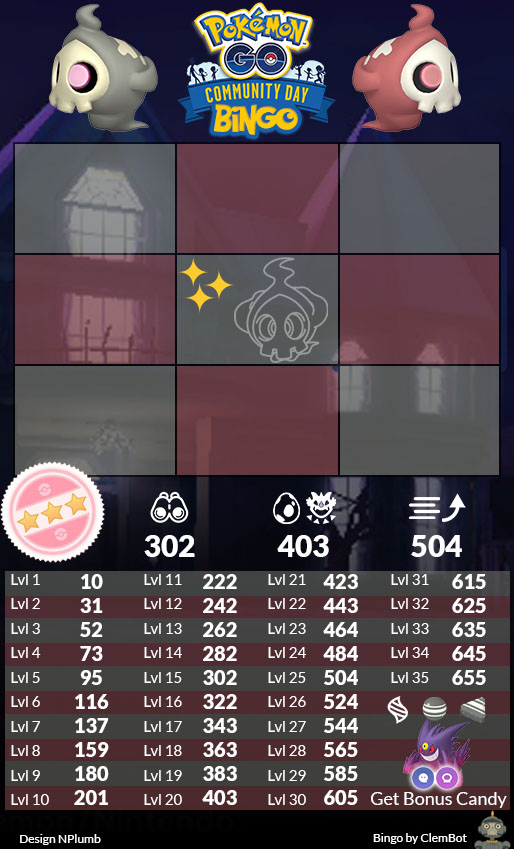 POKÉMON
GO
COMMUNITY DAY
BINGO
302 403 504
Lvl 1 10 Lvl 11 222 Lvl 21 423 Lvl 31 615
Lvl 2 31 Lvl 12 242 Lvl 22 443 Lvl 32 625
Lvl 3 52 Lvl 13 262 Lvl 23 464 Lvl 33 635
Lvl 4 73 Lvl 14 282 Lvl 24 484 Lvl 34 645
Lvl 5 95 Lvl 15 302 Lvl 25 504 Lvl 35 655
Lvl 6 116 Lvl 16 322 Lvl 26 524
Lvl 7 137 Lvl 17 343 Lvl 27 544
Lvl 8 159 Lvl 18 363 Lvl 28 565
Lvl 9 180 Lvl 19 383 Lvl 29 585
Lvl 10 201 Lvl 20 403 Lvl 30 605 Get Bonus Candy
Design NPlumb Bingo by ClemBot